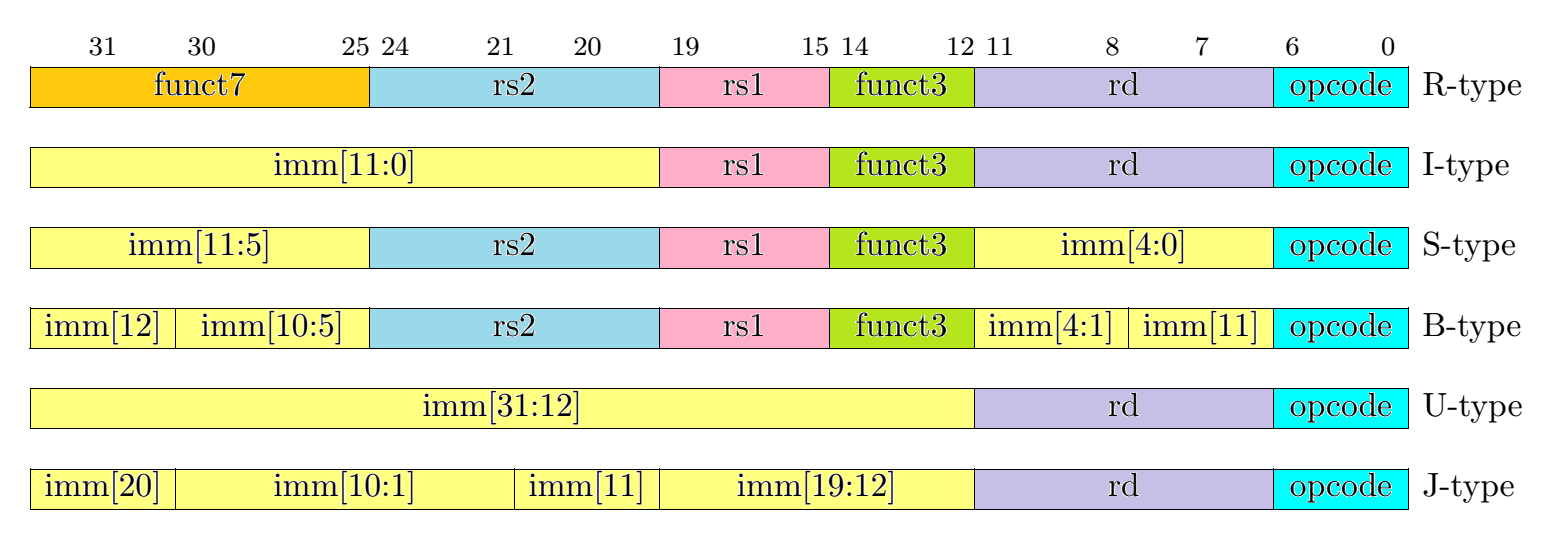 31 30 25 24 21 20 19 15 14 12 11 8 7 6 0
funct7 rs2 rs1 funct3 rd opcode R-type
imm[11:0] rs1 funct3 rd opcode I-type
imm[11:5] rs2 rs1 funct3 imm[4:0] opcode S-type
imm[12] imm[10:5] rs2 rs1 funct3 imm[4:1] imm[11] opcode B-type
imm[31:12] rd opcode U-type
imm[20] imm[10:1] imm[11] imm[19:12] rd opcode J-type